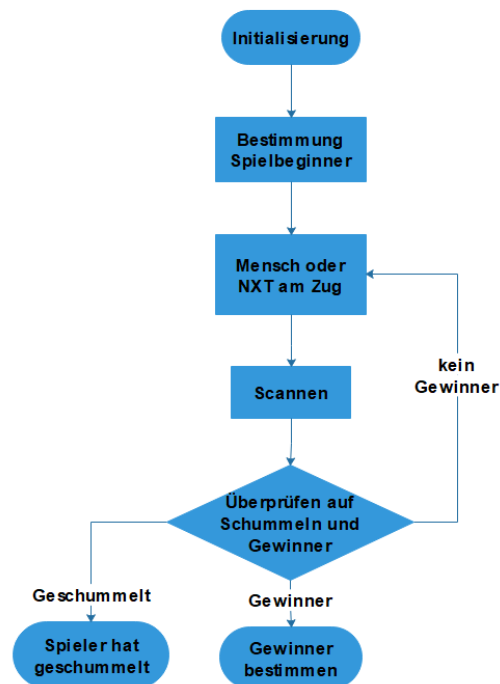 Initialisierung
Bestimmung
Spielbeginner
Mensch oder
NXT am Zug
kein
Gewinner
Scannen
Überprüfen auf
Schummeln und
Gewinner
Geschummelt
Gewinner
Spieler hat
geschummelt
Gewinner
bestimmen